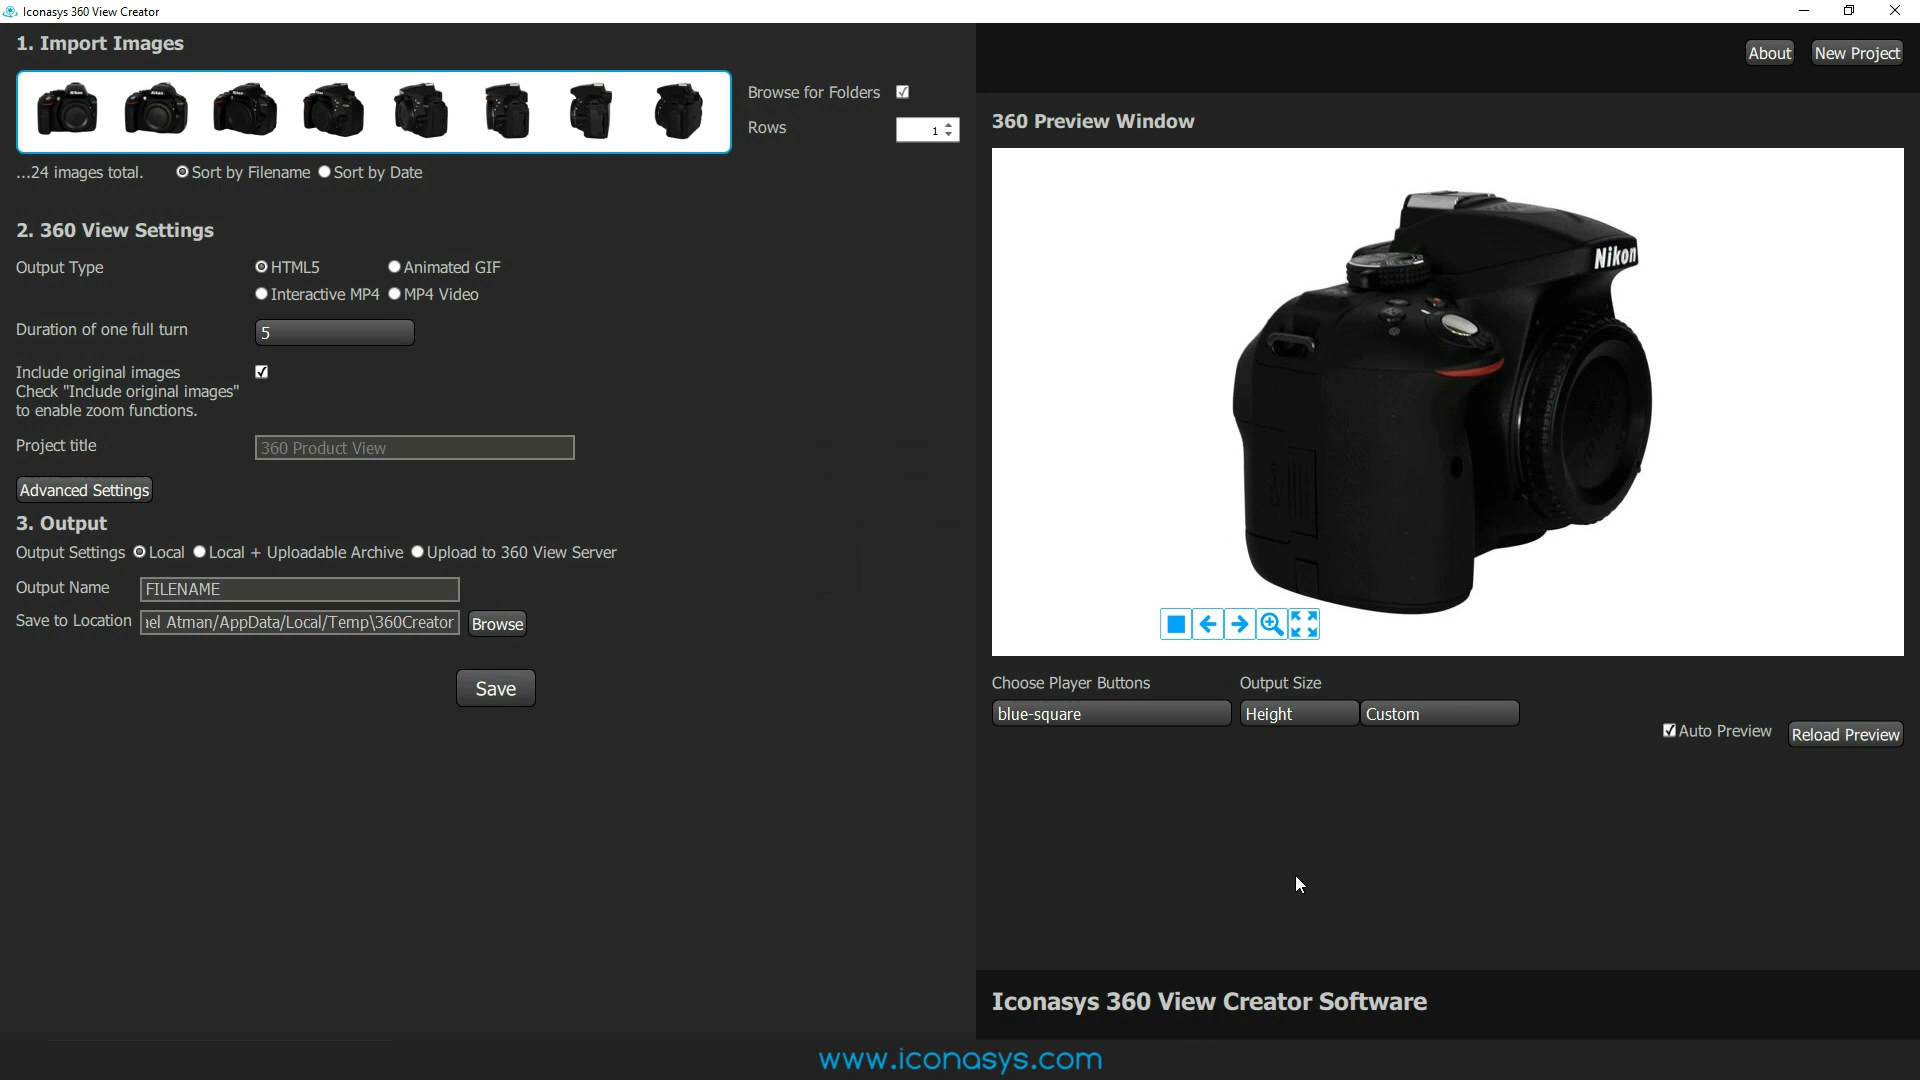 Iconasys 360 View Creator
1. Import Images
Browse for Folders
Rows 1
...24 images total. Sort by Filename Sort by Date
2. 360 View Settings
Output Type HTML5 Animated GIF
Interactive MP4 MP4 Video
Duration of one full turn 5
Include original images
Check "Include original images"
to enable zoom functions.
Project title 360 Product View
Advanced Settings
3. Output
Output Settings Local Local + Uploadable Archive Upload to 360 View Server
Output Name FILENAME
Save to Location el Atman/AppData/Local/Temp\360Creator Browse
Save
About New Project
360 Preview Window
Nikon
Choose Player Buttons Output Size
blue-square Height Custom
Auto Preview Reload Preview
Iconasys 360 View Creator Software
www.iconasys.com